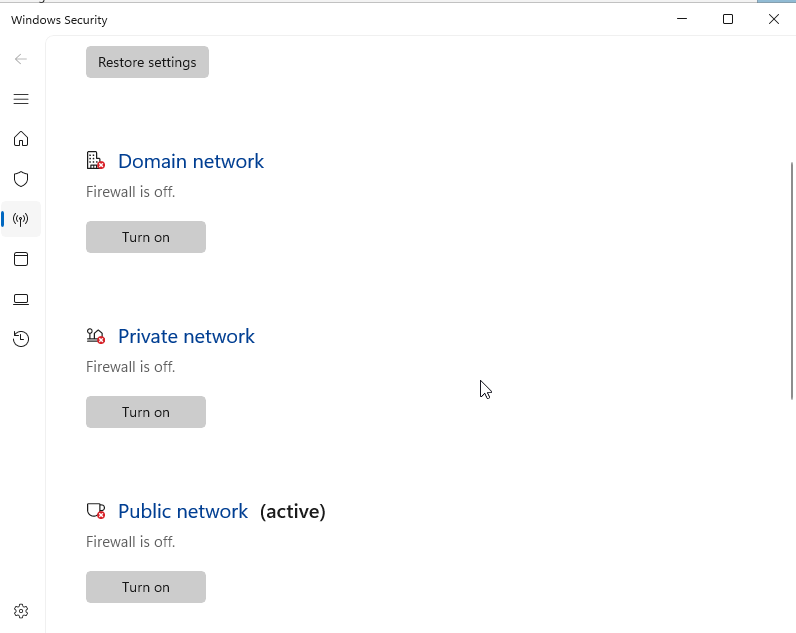 Windows Security
Restore settings
Domain network
Firewall is off.
Turn on
Private network
Firewall is off.
Turn on
Public network (active)
Firewall is off.
Turn on